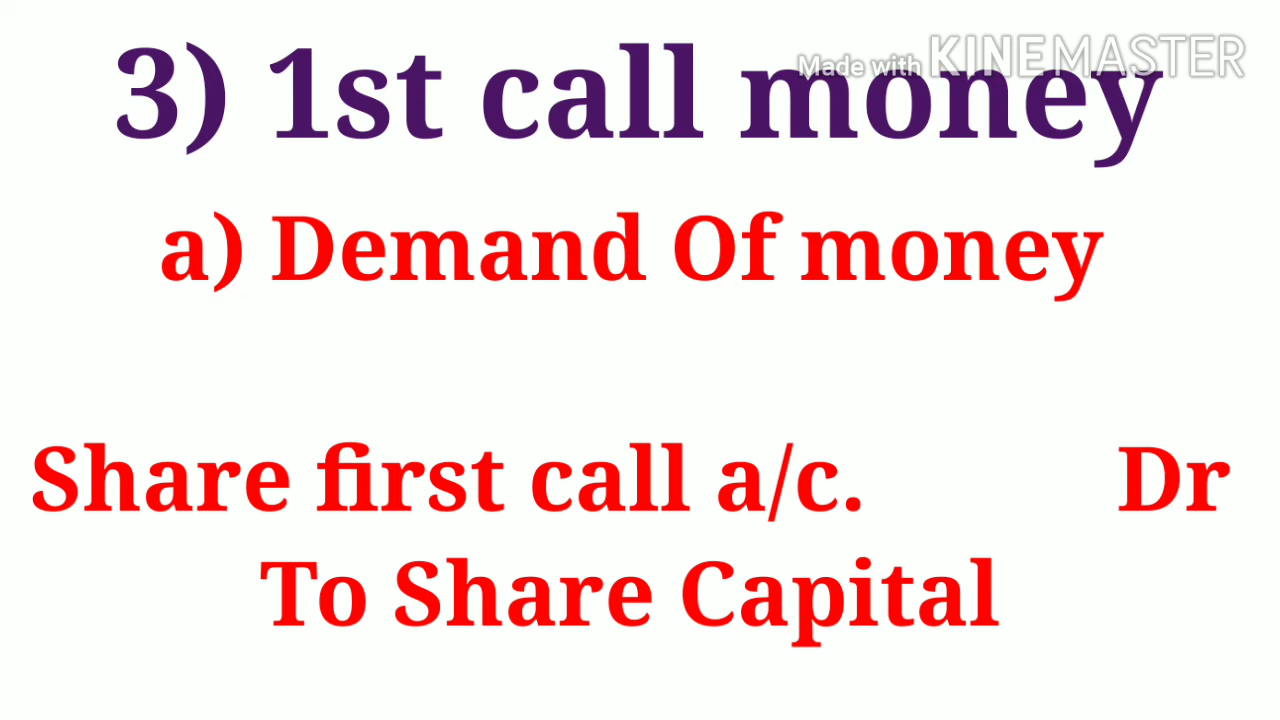 3) 1st call money
Made with KINEMASTER
a) Demand Of money
Share first call a/c. Dr
To Share Capital